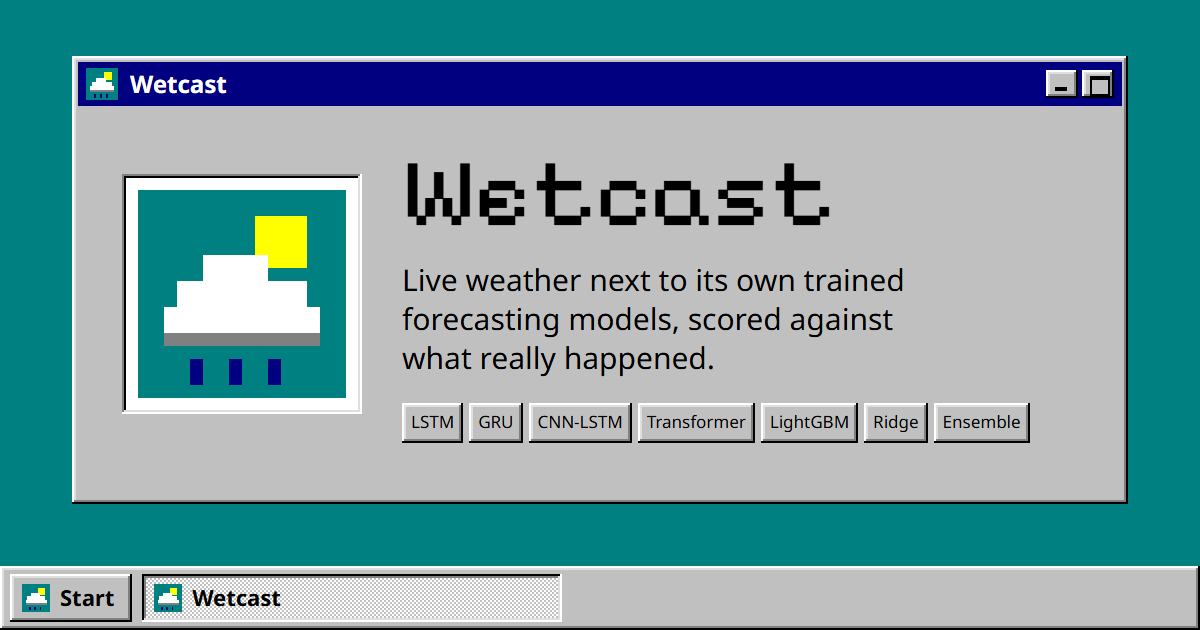 Wetcast
Wetcast
Live weather next to its own trained
forecasting models, scored against
what really happened.
LSTM GRU CNN-LSTM Transformer LightGBM Ridge Ensemble
Start Wetcast